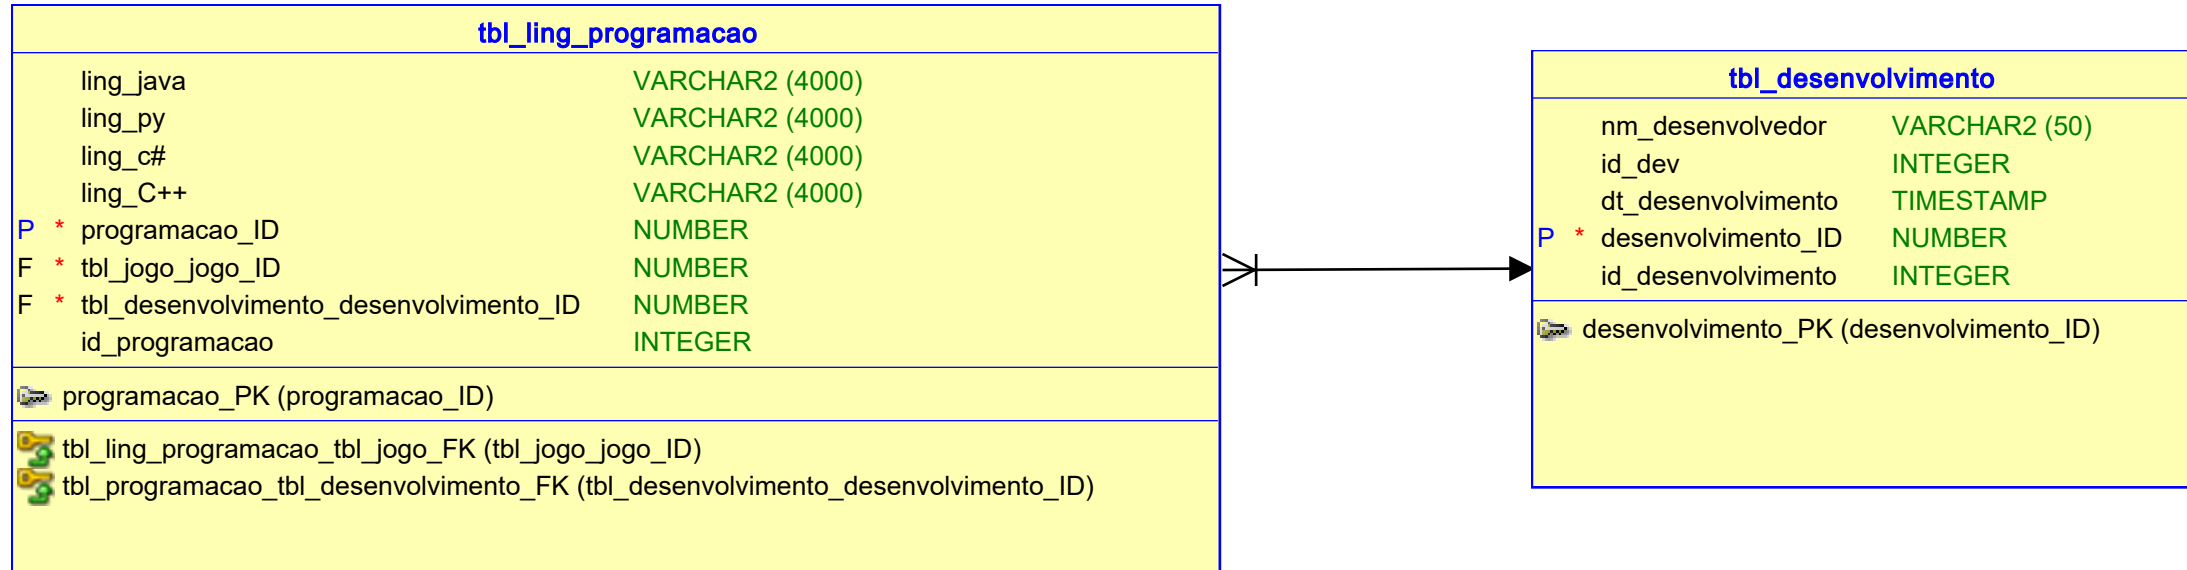 tbl_ling_programacao
ling_java VARCHAR2 (4000)
ling_py VARCHAR2 (4000)
ling_c# VARCHAR2 (4000)
ling_C++ VARCHAR2 (4000)
P * programacao_ID NUMBER
F * tbl_jogo_jogo_ID NUMBER
F * tbl_desenvolvimento_desenvolvimento_ID NUMBER
id_programacao INTEGER
programacao_PK (programacao_ID)
tbl_ling_programacao_tbl_jogo_FK (tbl_jogo_jogo_ID)
tbl_programacao_tbl_desenvolvimento_FK (tbl_desenvolvimento_desenvolvimento_ID)
tbl_desenvolvimento
nm_desenvolvedor VARCHAR2 (50)
id_dev INTEGER
dt_desenvolvimento TIMESTAMP
P * desenvolvimento_ID NUMBER
id_desenvolvimento INTEGER
desenvolvimento_PK (desenvolvimento_ID)